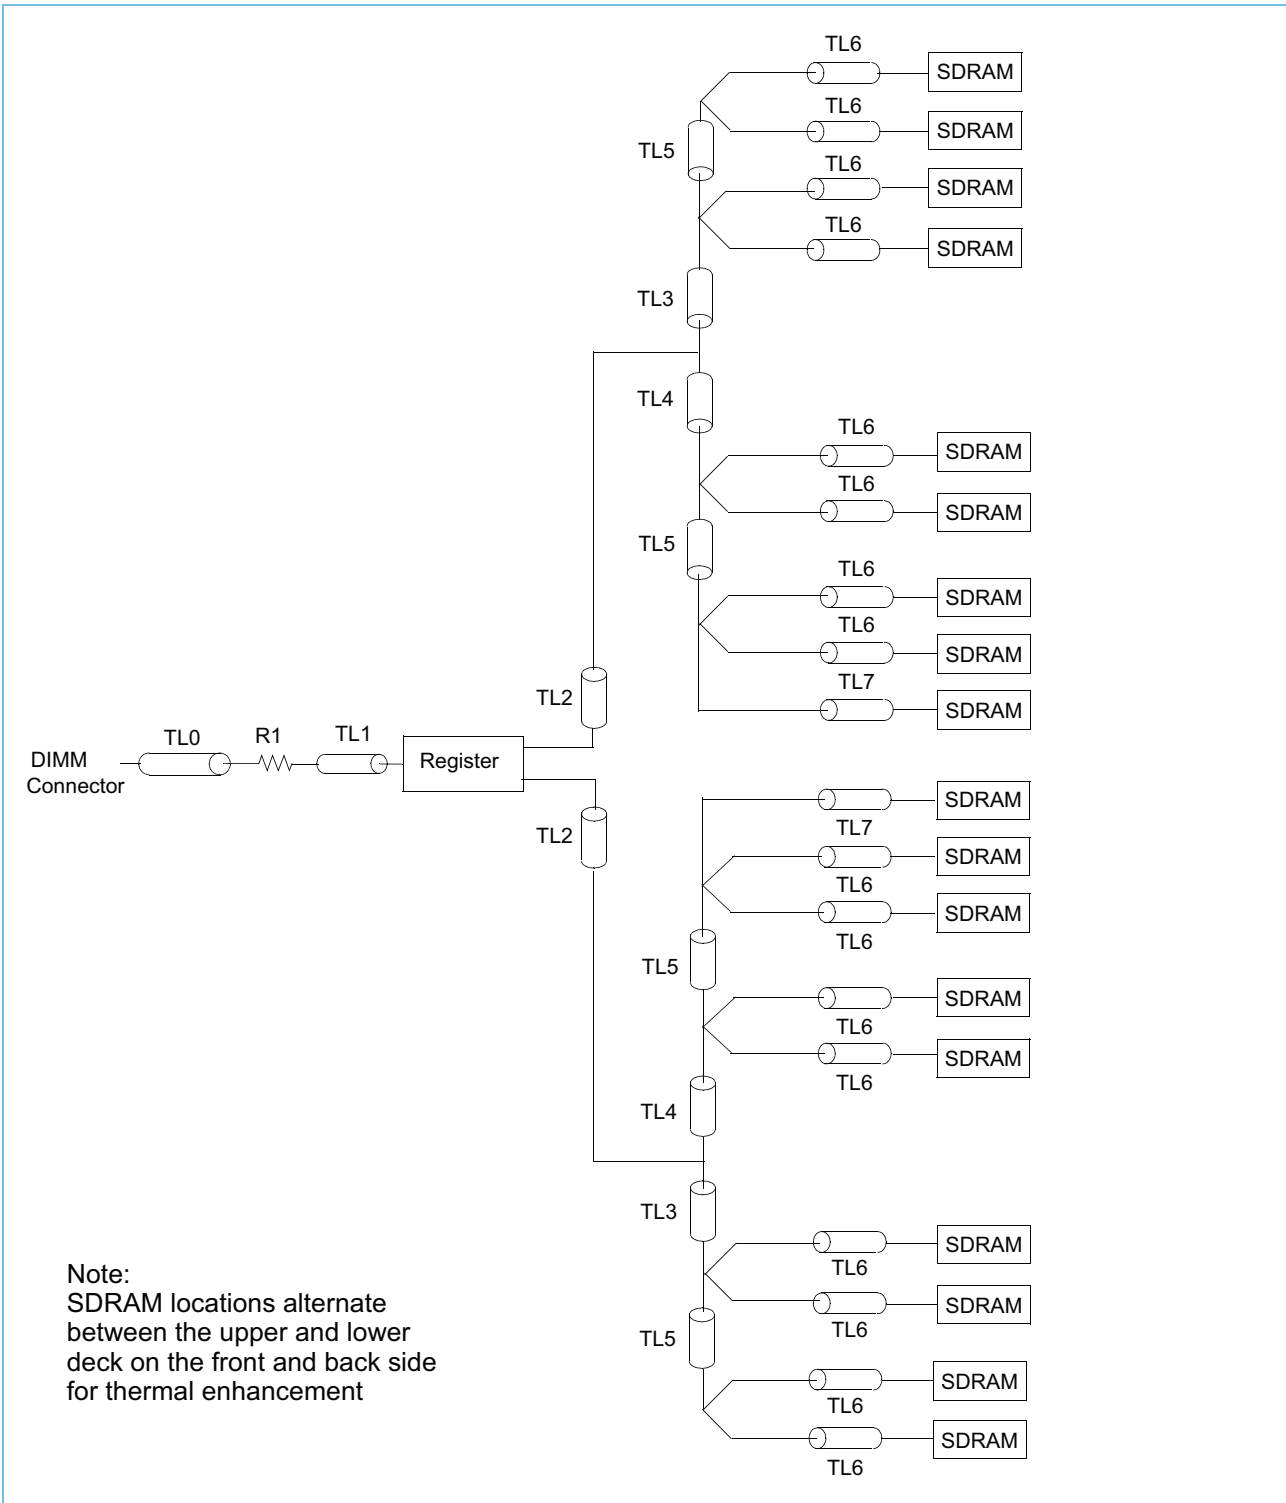 TL6
SDRAM
TL6
SDRAM
TL5
TL6
SDRAM
TL6
SDRAM
TL3
TL4
TL6
SDRAM
TL6
SDRAM
TL5
TL6
SDRAM
TL6
SDRAM
TL7
SDRAM
TL2
DIMM
Connector
TL0
R1
TL1
Register
TL2
SDRAM
TL7
SDRAM
TL6
SDRAM
TL6
TL5
SDRAM
TL6
SDRAM
TL6
TL4
TL3
SDRAM
TL6
SDRAM
TL6
TL5
SDRAM
TL6
SDRAM
TL6
Note:
SDRAM locations alternate
between the upper and lower
deck on the front and back side
for thermal enhancement